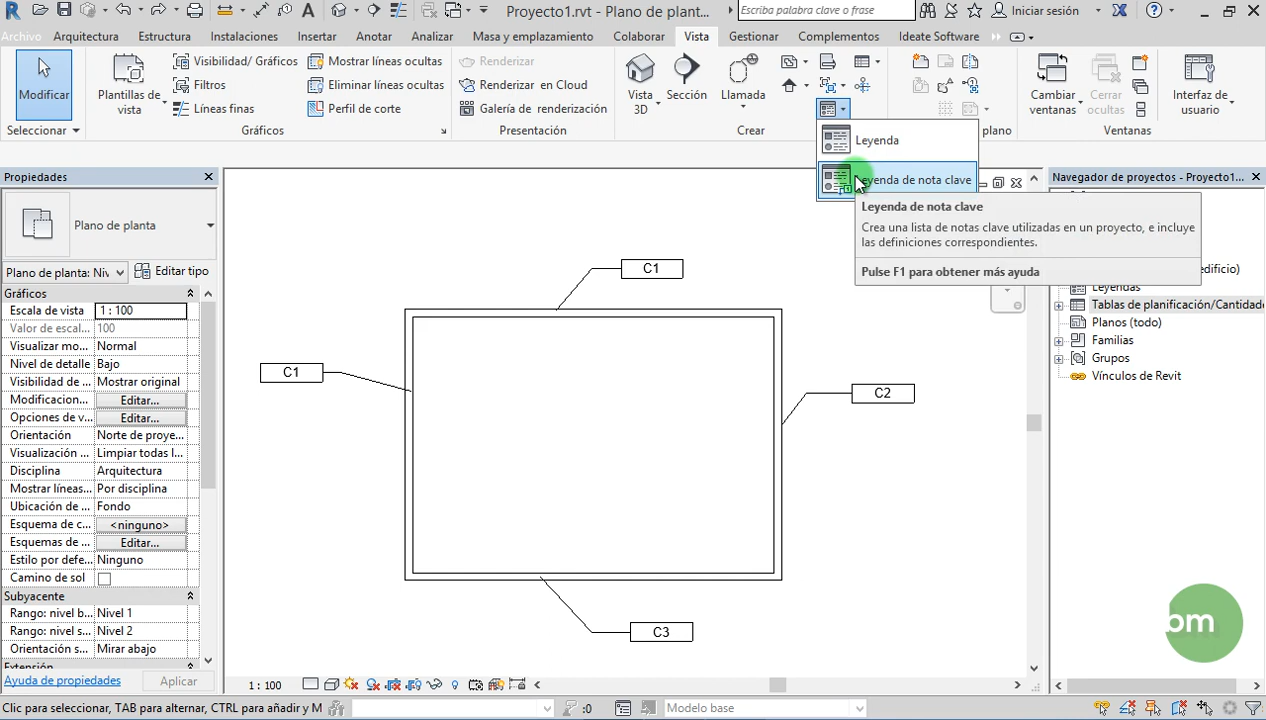 Proyecto1.rvt - Plano de plant...
Escriba palabra clave o frase
Iniciar sesión
Archivo
Arquitectura
Estructura
Instalaciones
Insertar
Anotar
Analizar
Masa y emplazamiento
Colaborar
Vista
Gestionar
Complementos
Ideate Software
Modificar
Seleccionar
Plantillas de vista
Visibilidad/ Gráficos
Filtros
Líneas finas
Mostrar líneas ocultas
Eliminar líneas ocultas
Perfil de corte
Gráficos
Renderizar
Renderizar en Cloud
Galería de renderización
Presentación
Vista 3D
Sección
Llamada
Crear
plano
Cambiar ventanas
Cerrar ocultas
Ventanas
Interfaz de usuario
Leyenda
Leyenda de nota clave
Leyenda de nota clave
Crea una lista de notas clave utilizadas en un proyecto, e incluye
las definiciones correspondientes.
Pulse F1 para obtener más ayuda
Propiedades
Plano de planta
Plano de planta: Niv
Editar tipo
Gráficos
Escala de vista 1 : 100
Valor de escal... 100
Visualizar mo... Normal
Nivel de detalle Bajo
Visibilidad de ... Mostrar original
Modificacion... Editar...
Opciones de v... Editar...
Orientación Norte de proye...
Visualización ... Limpiar todas l...
Disciplina Arquitectura
Mostrar líneas... Por disciplina
Ubicación de ... Fondo
Esquema de c... <ninguno>
Esquemas de ... Editar...
Estilo por defe... Ninguno
Camino de sol
Subyacente
Rango: nivel b... Nivel 1
Rango: nivel s... Nivel 2
Orientación s... Mirar abajo
Extensión
Ayuda de propiedades
Aplicar
C1
C1
C2
C3
Navegador de proyectos - Proyecto1...
dificio)
Leyendas
Tablas de planificación/Cantidade
Planos (todo)
Familias
Grupos
Vínculos de Revit
om
1 : 100
Clic para seleccionar, TAB para alternar, CTRL para añadir y M
:0
Modelo base